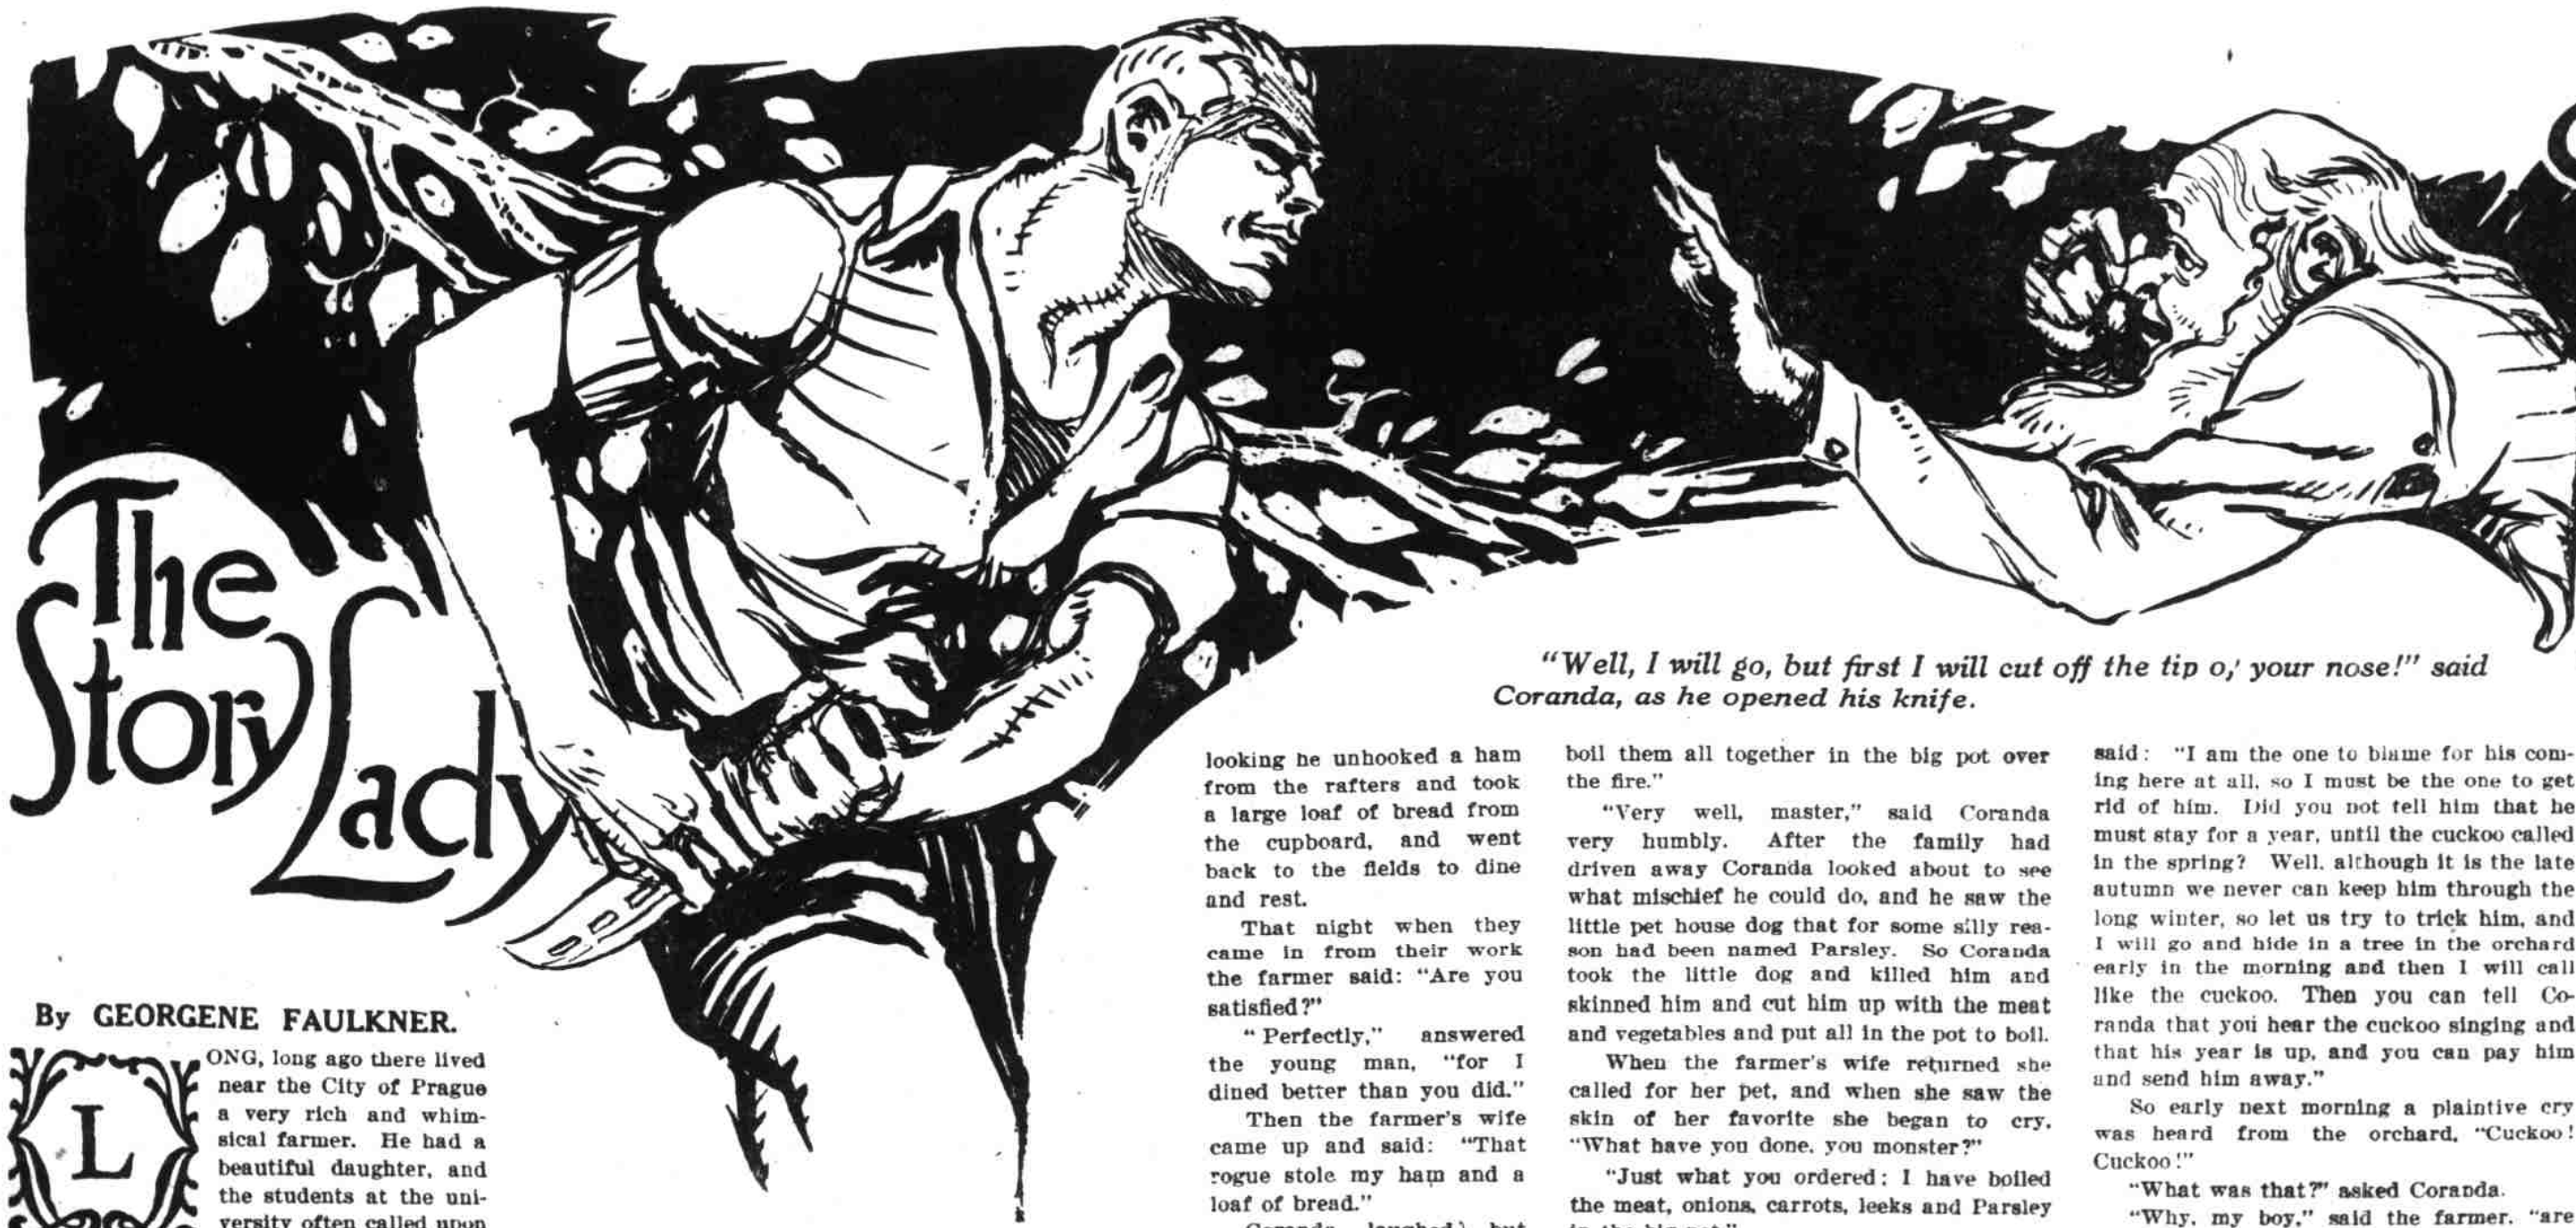 The
Story
Lady
By GEORGENE FAULKNER.
LONG, long ago there lived
near the City of Prague
a very rich and whim-
sical farmer. He had a
beautiful daughter, and
the students at the uni-
versity often called upon
"Well, I will go, but first I will cut off the tip o,' your nose!" said
Coranda, as he opened his knife.
looking he unhooked a ham
from the rafters and took
a large loaf of bread from
the cupboard, and went
back to the fields to dine
and rest.
That night when they
came in from their work
the farmer said: "Are you
satisfied?"
"Perfectly," answered
the young man, "for I
dined better than you did."
Then the farmer's wife
came up and said: "That
rogue stole my ham and a
loaf of bread."
Coranda laughed, but
boil them all together in the big pot over
the fire."
"Very well, master," said Coranda
very humbly. After the family had
driven away Coranda looked about to see
what mischief he could do, and he saw the
little pet house dog that for some silly rea-
son had been named Parsley. So Coranda
took the little dog and killed him and
skinned him and cut him up with the meat
and vegetables and put all in the pot to boil.
When the farmer's wife returned she
called for her pet, and when she saw the
skin of her favorite she began to cry.
"What have you done, you monster?"
"Just what you ordered; I have boiled
the meat, onions, carrots, leeks and Parsley
in the big pot."
said: "I am the one to blame for his com-
ing here at all, so I must be the one to get
rid of him. Did you not tell him that he
must stay for a year, until the cuckoo called
in the spring? Well, although it is the late
autumn we never can keep him through the
long winter, so let us try to trick him, and
I will go and hide in a tree in the orchard
early in the morning and then I will call
like the cuckoo. Then you can tell Co-
randa that you hear the cuckoo singing and
that his year is up, and you can pay him
and send him away."
So early next morning a plaintive cry
was heard from the orchard, "Cuckoo!
Cuckoo!"
"What was that?" asked Coranda.
"Why, my boy," said the farmer, "are